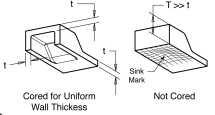 t
T >> t
t
t
Sink
Mark
Cored for Uniform
Wall Thickess
Not Cored